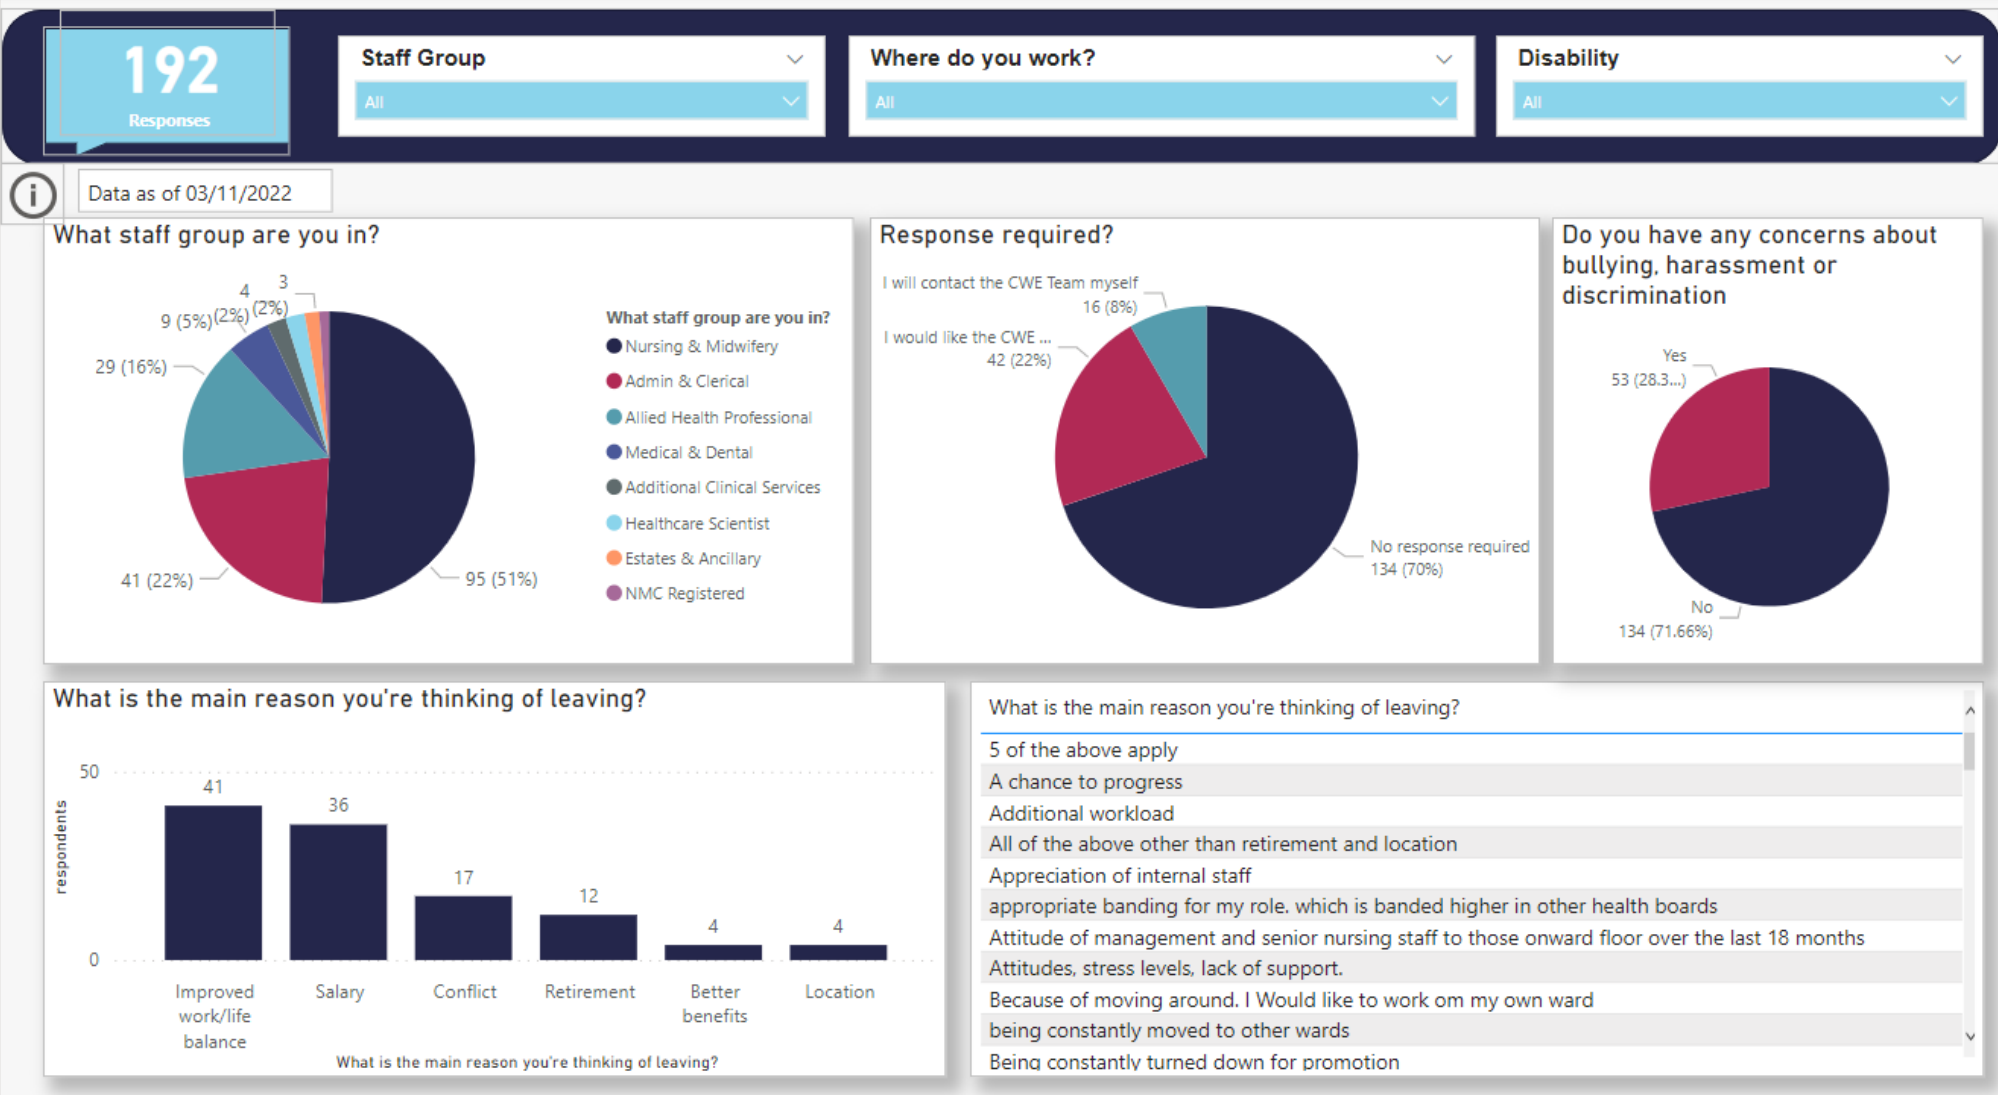 192
Responses
Staff Group
All
Where do you work?
All
Disability
All
Data as of 03/11/2022
What staff group are you in?
3
(2%)
4
(2%)
9 (5%)
29 (16%)
41 (22%)
95 (51%)
What staff group are you in?
Nursing & Midwifery
Admin & Clerical
Allied Health Professional
Medical & Dental
Additional Clinical Services
Healthcare Scientist
Estates & Ancillary
NMC Registered
Response required?
I will contact the CWE Team myself
16 (8%)
I would like the CWE ...
42 (22%)
No response required
134 (70%)
Do you have any concerns about
bullying, harassment or
discrimination
Yes
53 (28.3...)
No
134 (71.66%)
What is the main reason you're thinking of leaving?
respondents
50
0
41
36
17
12
4
4
Improved
work/life
balance
Salary
Conflict
Retirement
Better
benefits
Location
What is the main reason you're thinking of leaving?
What is the main reason you're thinking of leaving?
5 of the above apply
A chance to progress
Additional workload
All of the above other than retirement and location
Appreciation of internal staff
appropriate banding for my role. which is banded higher in other health boards
Attitude of management and senior nursing staff to those onward floor over the last 18 months
Attitudes, stress levels, lack of support.
Because of moving around. I Would like to work om my own ward
being constantly moved to other wards
Being constantly turned down for promotion